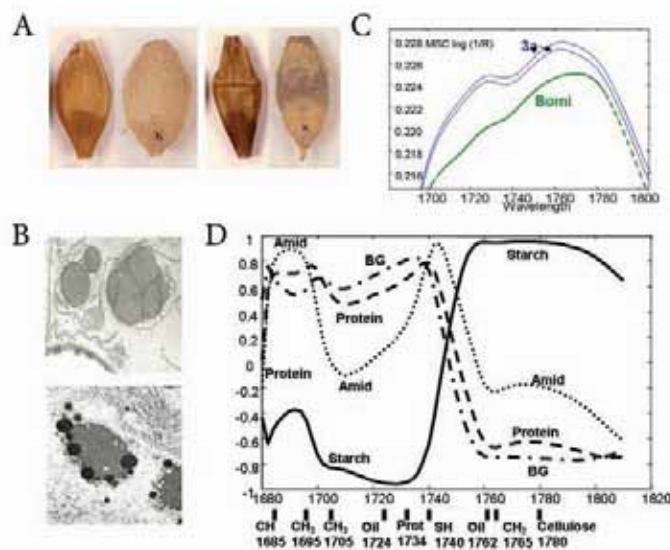 A
B
C
0.228 MSC log (1/R)
3a
0.226
0.224
0.222
0.220
0.218
0.216
Bomi
1700 1720 1740 1760 1780 1800
Wavelength
D
1
0.8
0.6
0.4
0.2
0
-0.2
-0.4
-0.6
-0.8
-1
Amid
BG
Starch
Protein
Protein
Amid
Amid
Starch
Protein
BG
1680 1700 1720 1740 1760 1780 1800 1820
CH CH₃ CH₃ Oil Prot SH Oil CH₂ Cellulose
1685 1695 1705 1724 1734 1740 1762 1765 1780